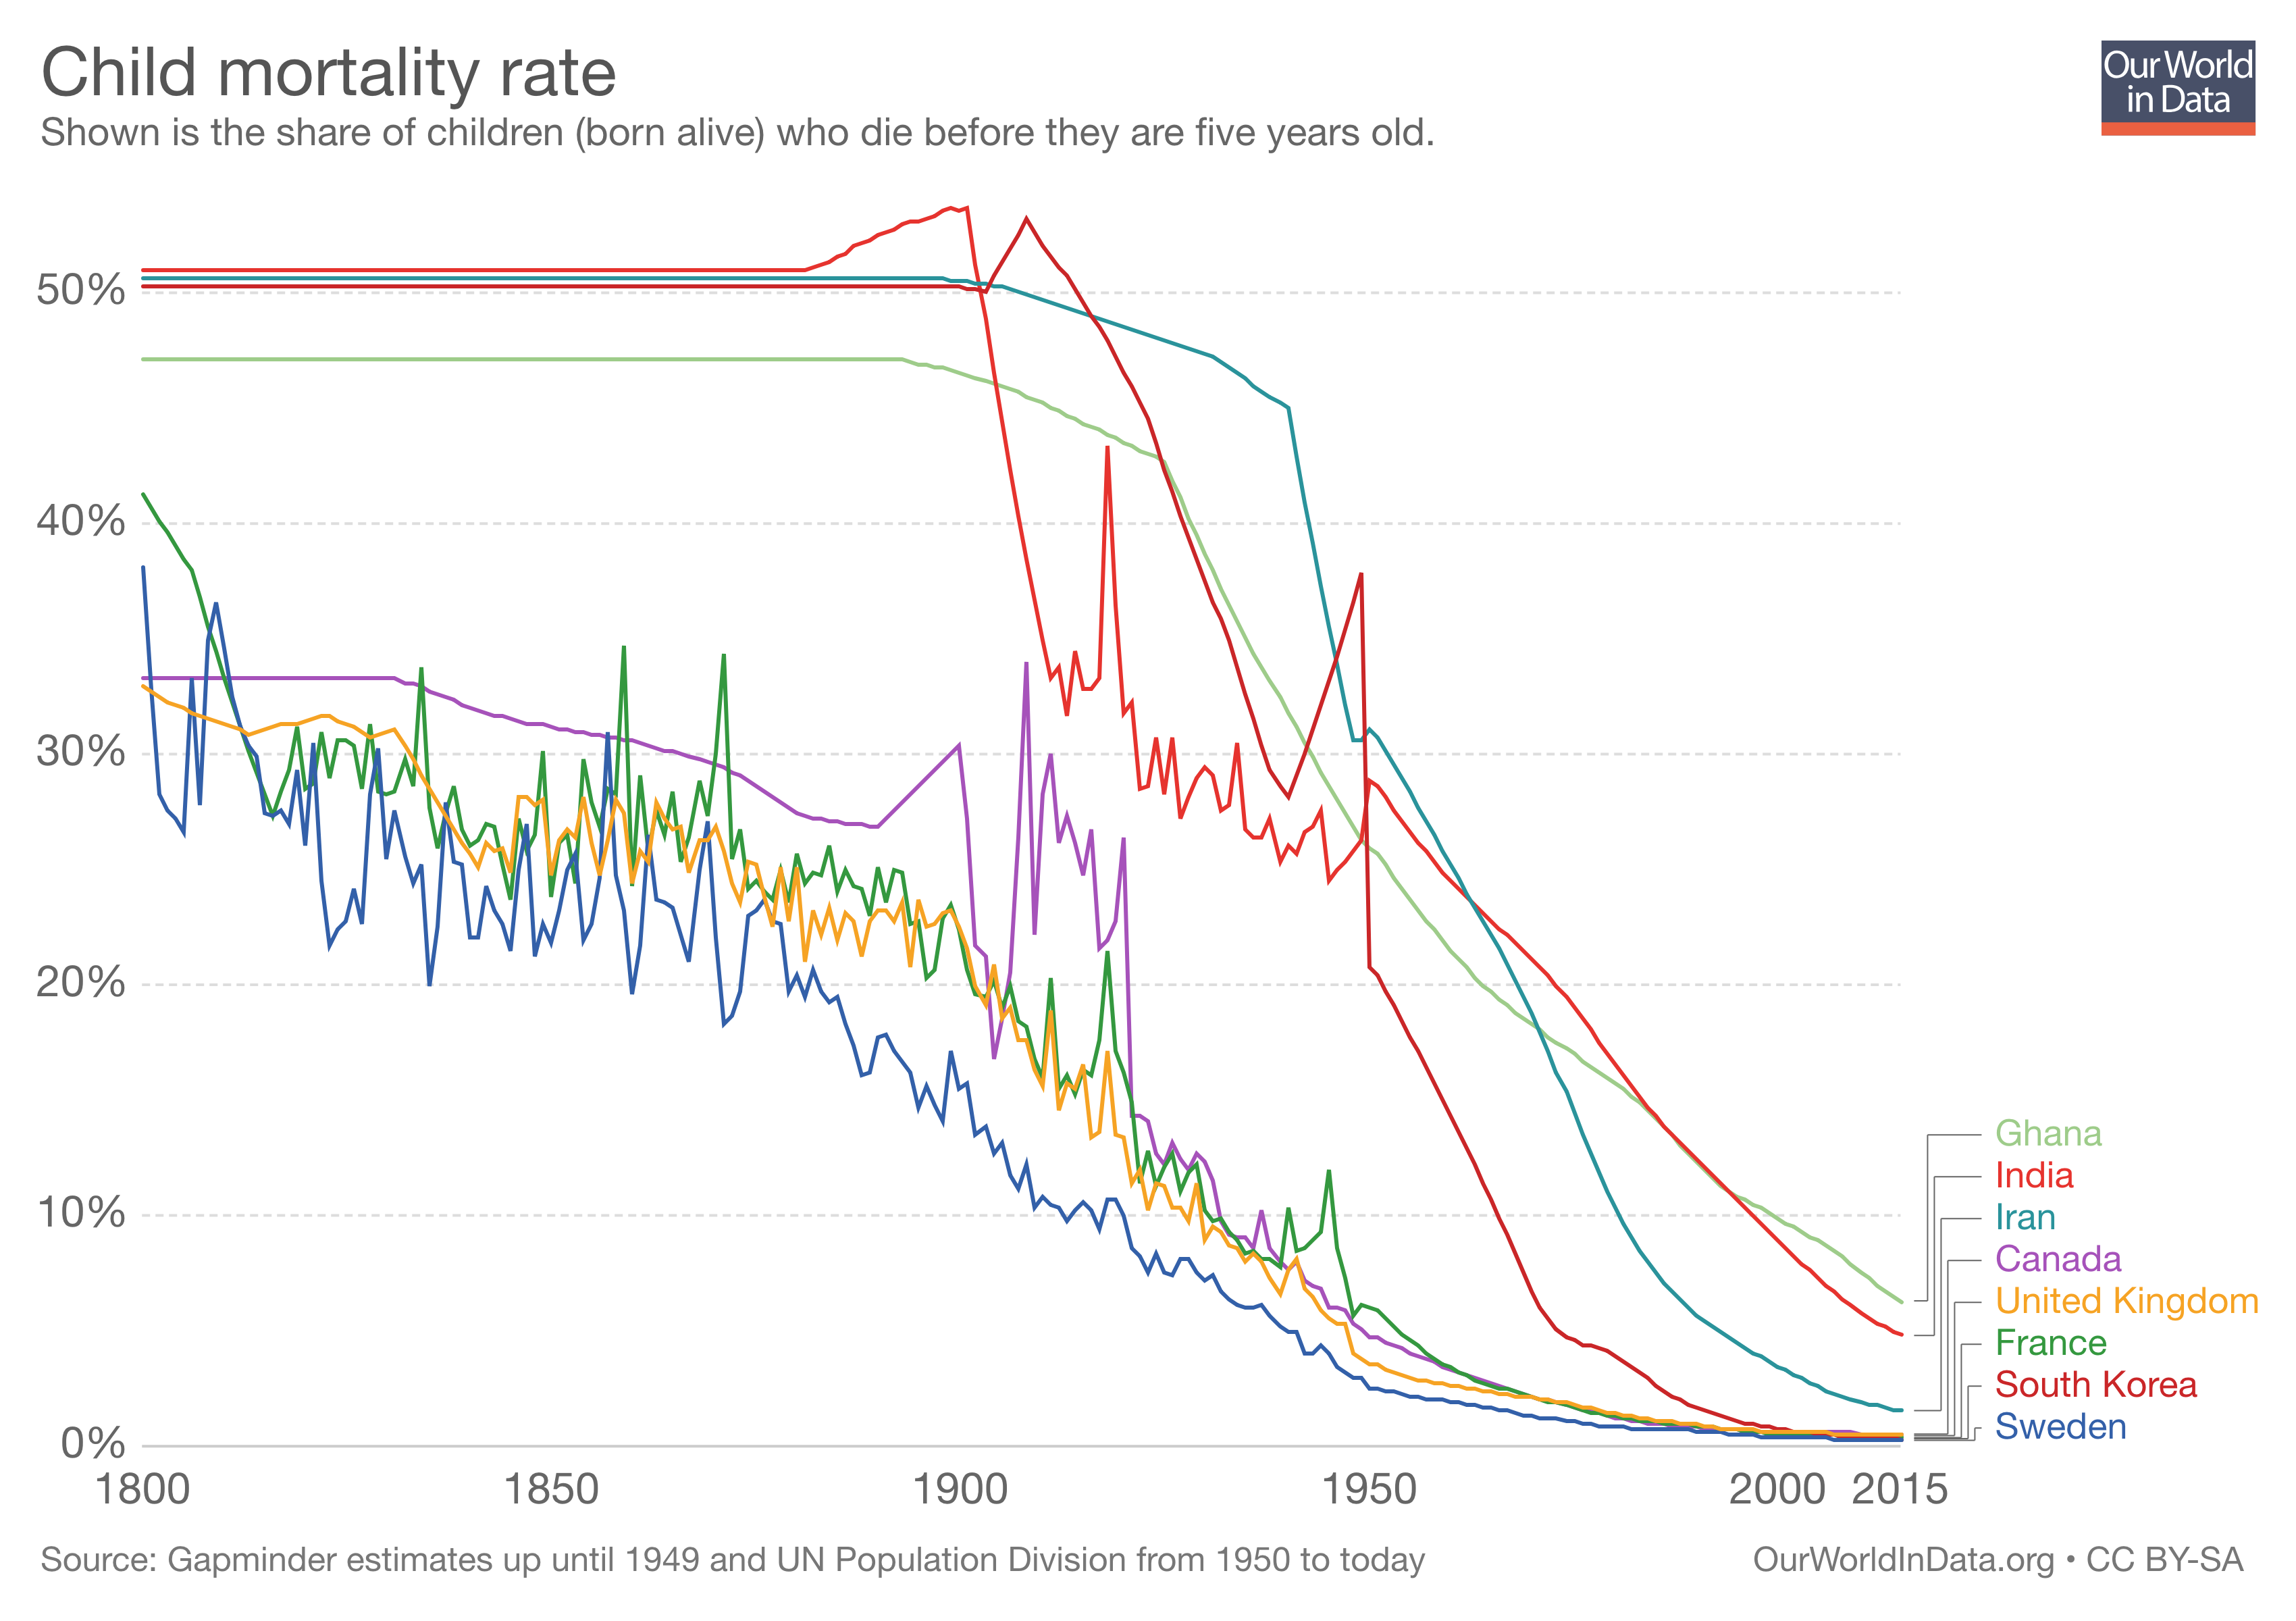 Child mortality rate
Shown is the share of children (born alive) who die before they are five years old.
Our World
in Data
50%
40%
30%
20%
10%
0%
1800 1850 1900 1950 2000 2015
Ghana
India
Iran
Canada
United Kingdom
France
South Korea
Sweden
Source: Gapminder estimates up until 1949 and UN Population Division from 1950 to today
OurWorldInData.org • CC BY-SA